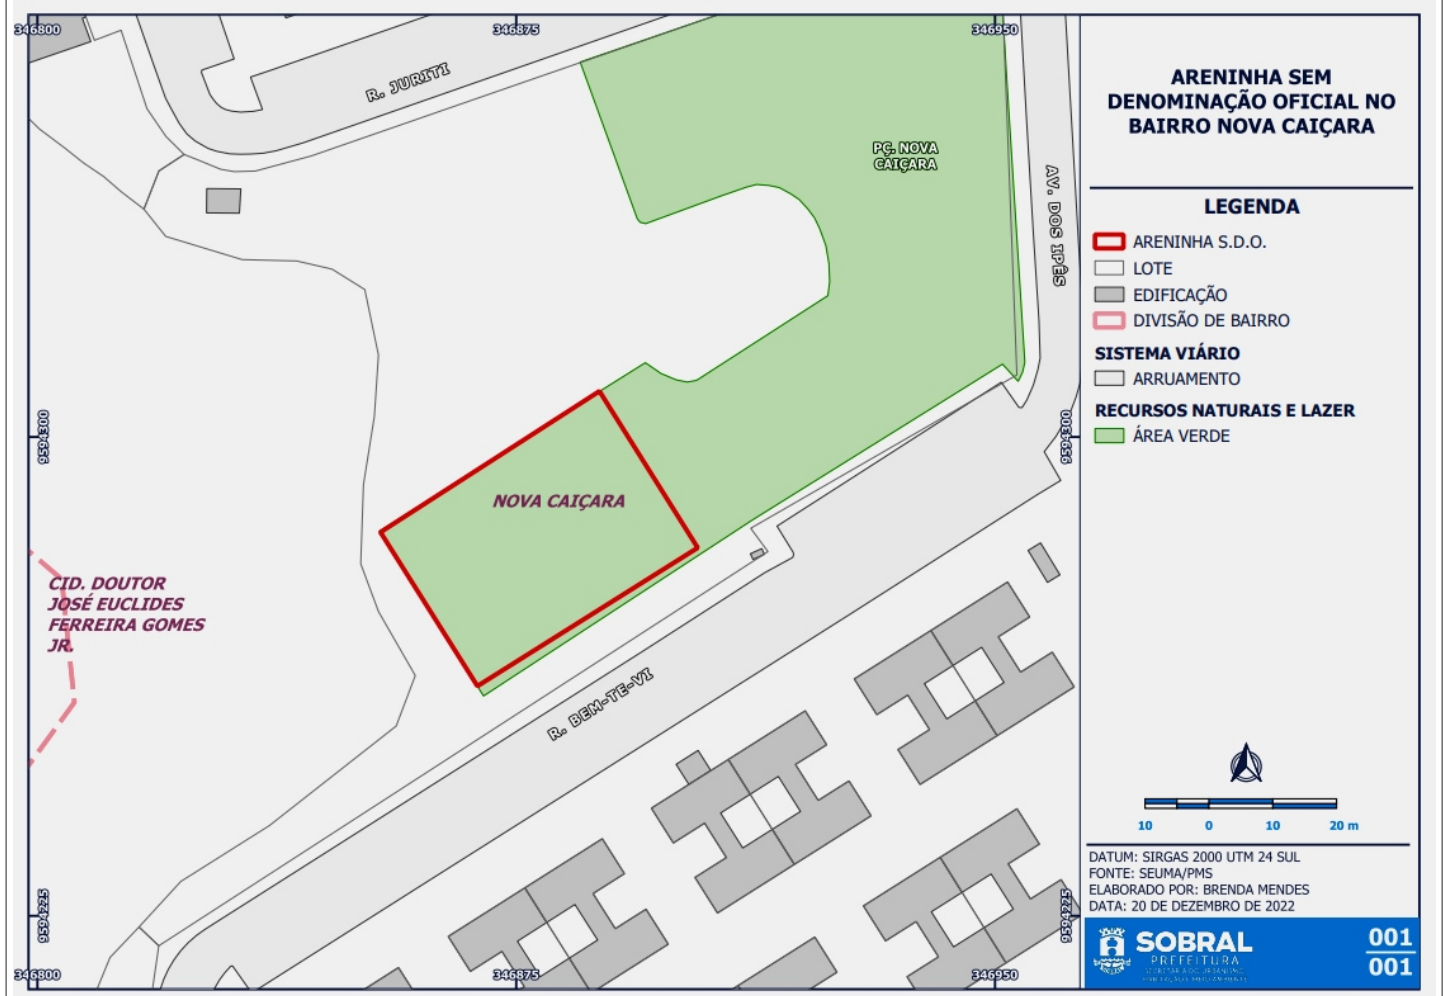 346800
346875
346950
R. JURITI
PÇ. NOVA
CAIÇARA
AV. DOS IPÊS
9594300
9594300
NOVA CAIÇARA
CID. DOUTOR
JOSÉ EUCLIDES
FERREIRA GOMES
JR.
R. BEM-TE-VI
9594225
9594225
346800
346875
346950
ARENINHA SEM
DENOMINAÇÃO OFICIAL NO
BAIRRO NOVA CAIÇARA
LEGENDA
ARENINHA S.D.O.
LOTE
EDIFICAÇÃO
DIVISÃO DE BAIRRO
SISTEMA VIÁRIO
ARRUAMENTO
RECURSOS NATURAIS E LAZER
ÁREA VERDE
10 0 10 20 m
DATUM: SIRGAS 2000 UTM 24 SUL
FONTE: SEUMA/PMS
ELABORADO POR: BRENDA MENDES
DATA: 20 DE DEZEMBRO DE 2022
SOBRAL
PREFEITURA
001
001